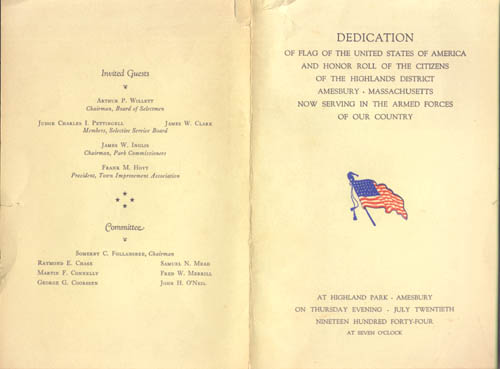 Invited Guests
ARTHUR P. WILLETT
Chairman, Board of Selectmen
JUDGE CHARLES I. PETTINGELL JAMES W. CLARK
Members, Selective Service Board
JAMES W. INGLIS
Chairman, Park Commissioners
FRANK M. HOYT
President, Town Improvement Association
Committee
SOMERBY C. FOLLANSBEE, Chairman
RAYMOND E. CHASE SAMUEL N. MEAD
MARTIN F. CONNELLY FRED W. MERRILL
GEORGE G. COORSSEN JOHN H. O'NEIL
DEDICATION
OF FLAG OF THE UNITED STATES OF AMERICA
AND HONOR ROLL OF THE CITIZENS
OF THE HIGHLANDS DISTRICT
AMESBURY · MASSACHUSETTS
NOW SERVING IN THE ARMED FORCES
OF OUR COUNTRY
AT HIGHLAND PARK · AMESBURY
ON THURSDAY EVENING · JULY TWENTIETH
NINETEEN HUNDRED FORTY-FOUR
AT SEVEN O'CLOCK